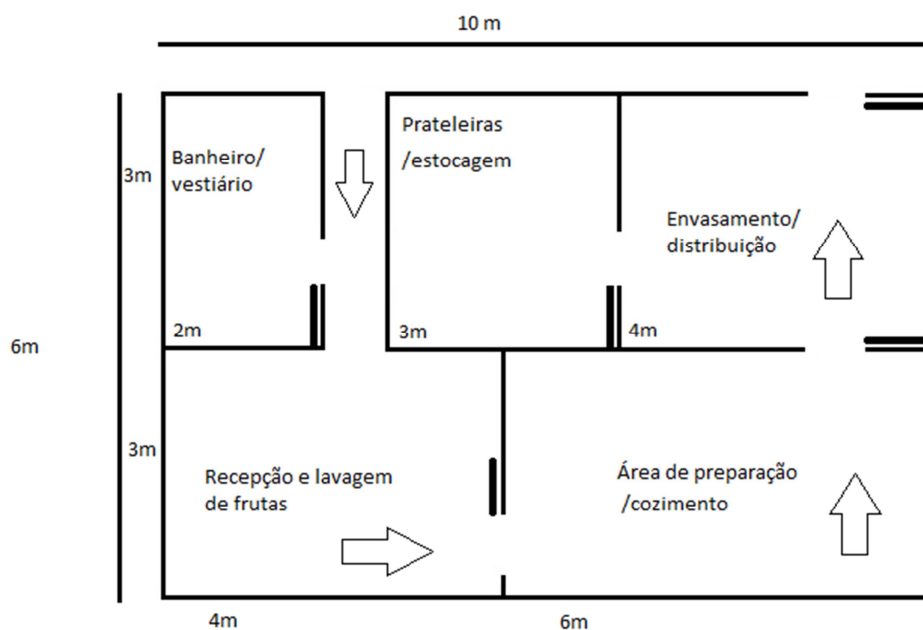 10 m
3m
Banheiro/
vestiário
Prateleiras
/estocagem
Envasamento/
distribuição
2m
3m
4m
6m
3m
Recepção e lavagem
de frutas
Área de preparação
/cozimento
4m
6m